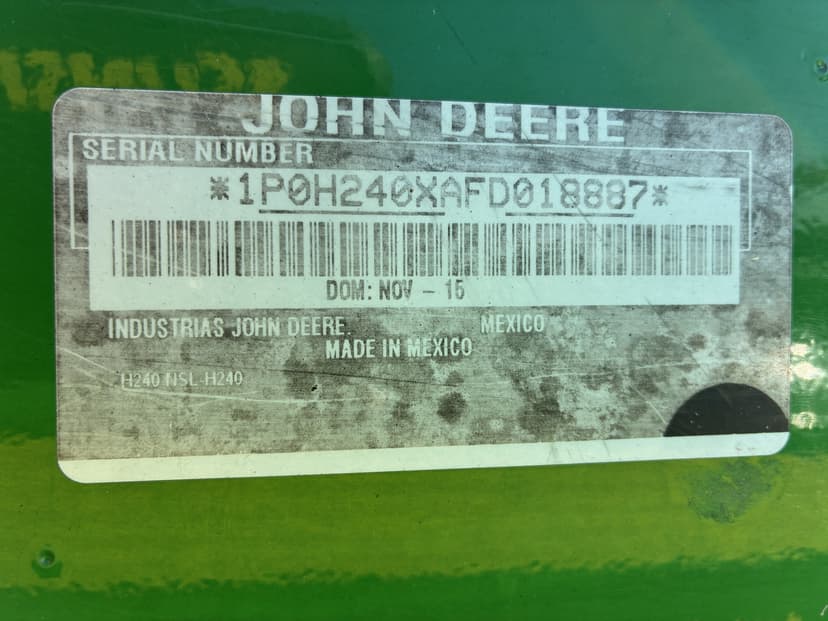 JOHN DEERE
SERIAL NUMBER
*1P0H240XAFD018887*
DOM: NOV - 15
INDUSTRIAS JOHN DEERE. MEXICO
MADE IN MEXICO
H240 NSL-H240